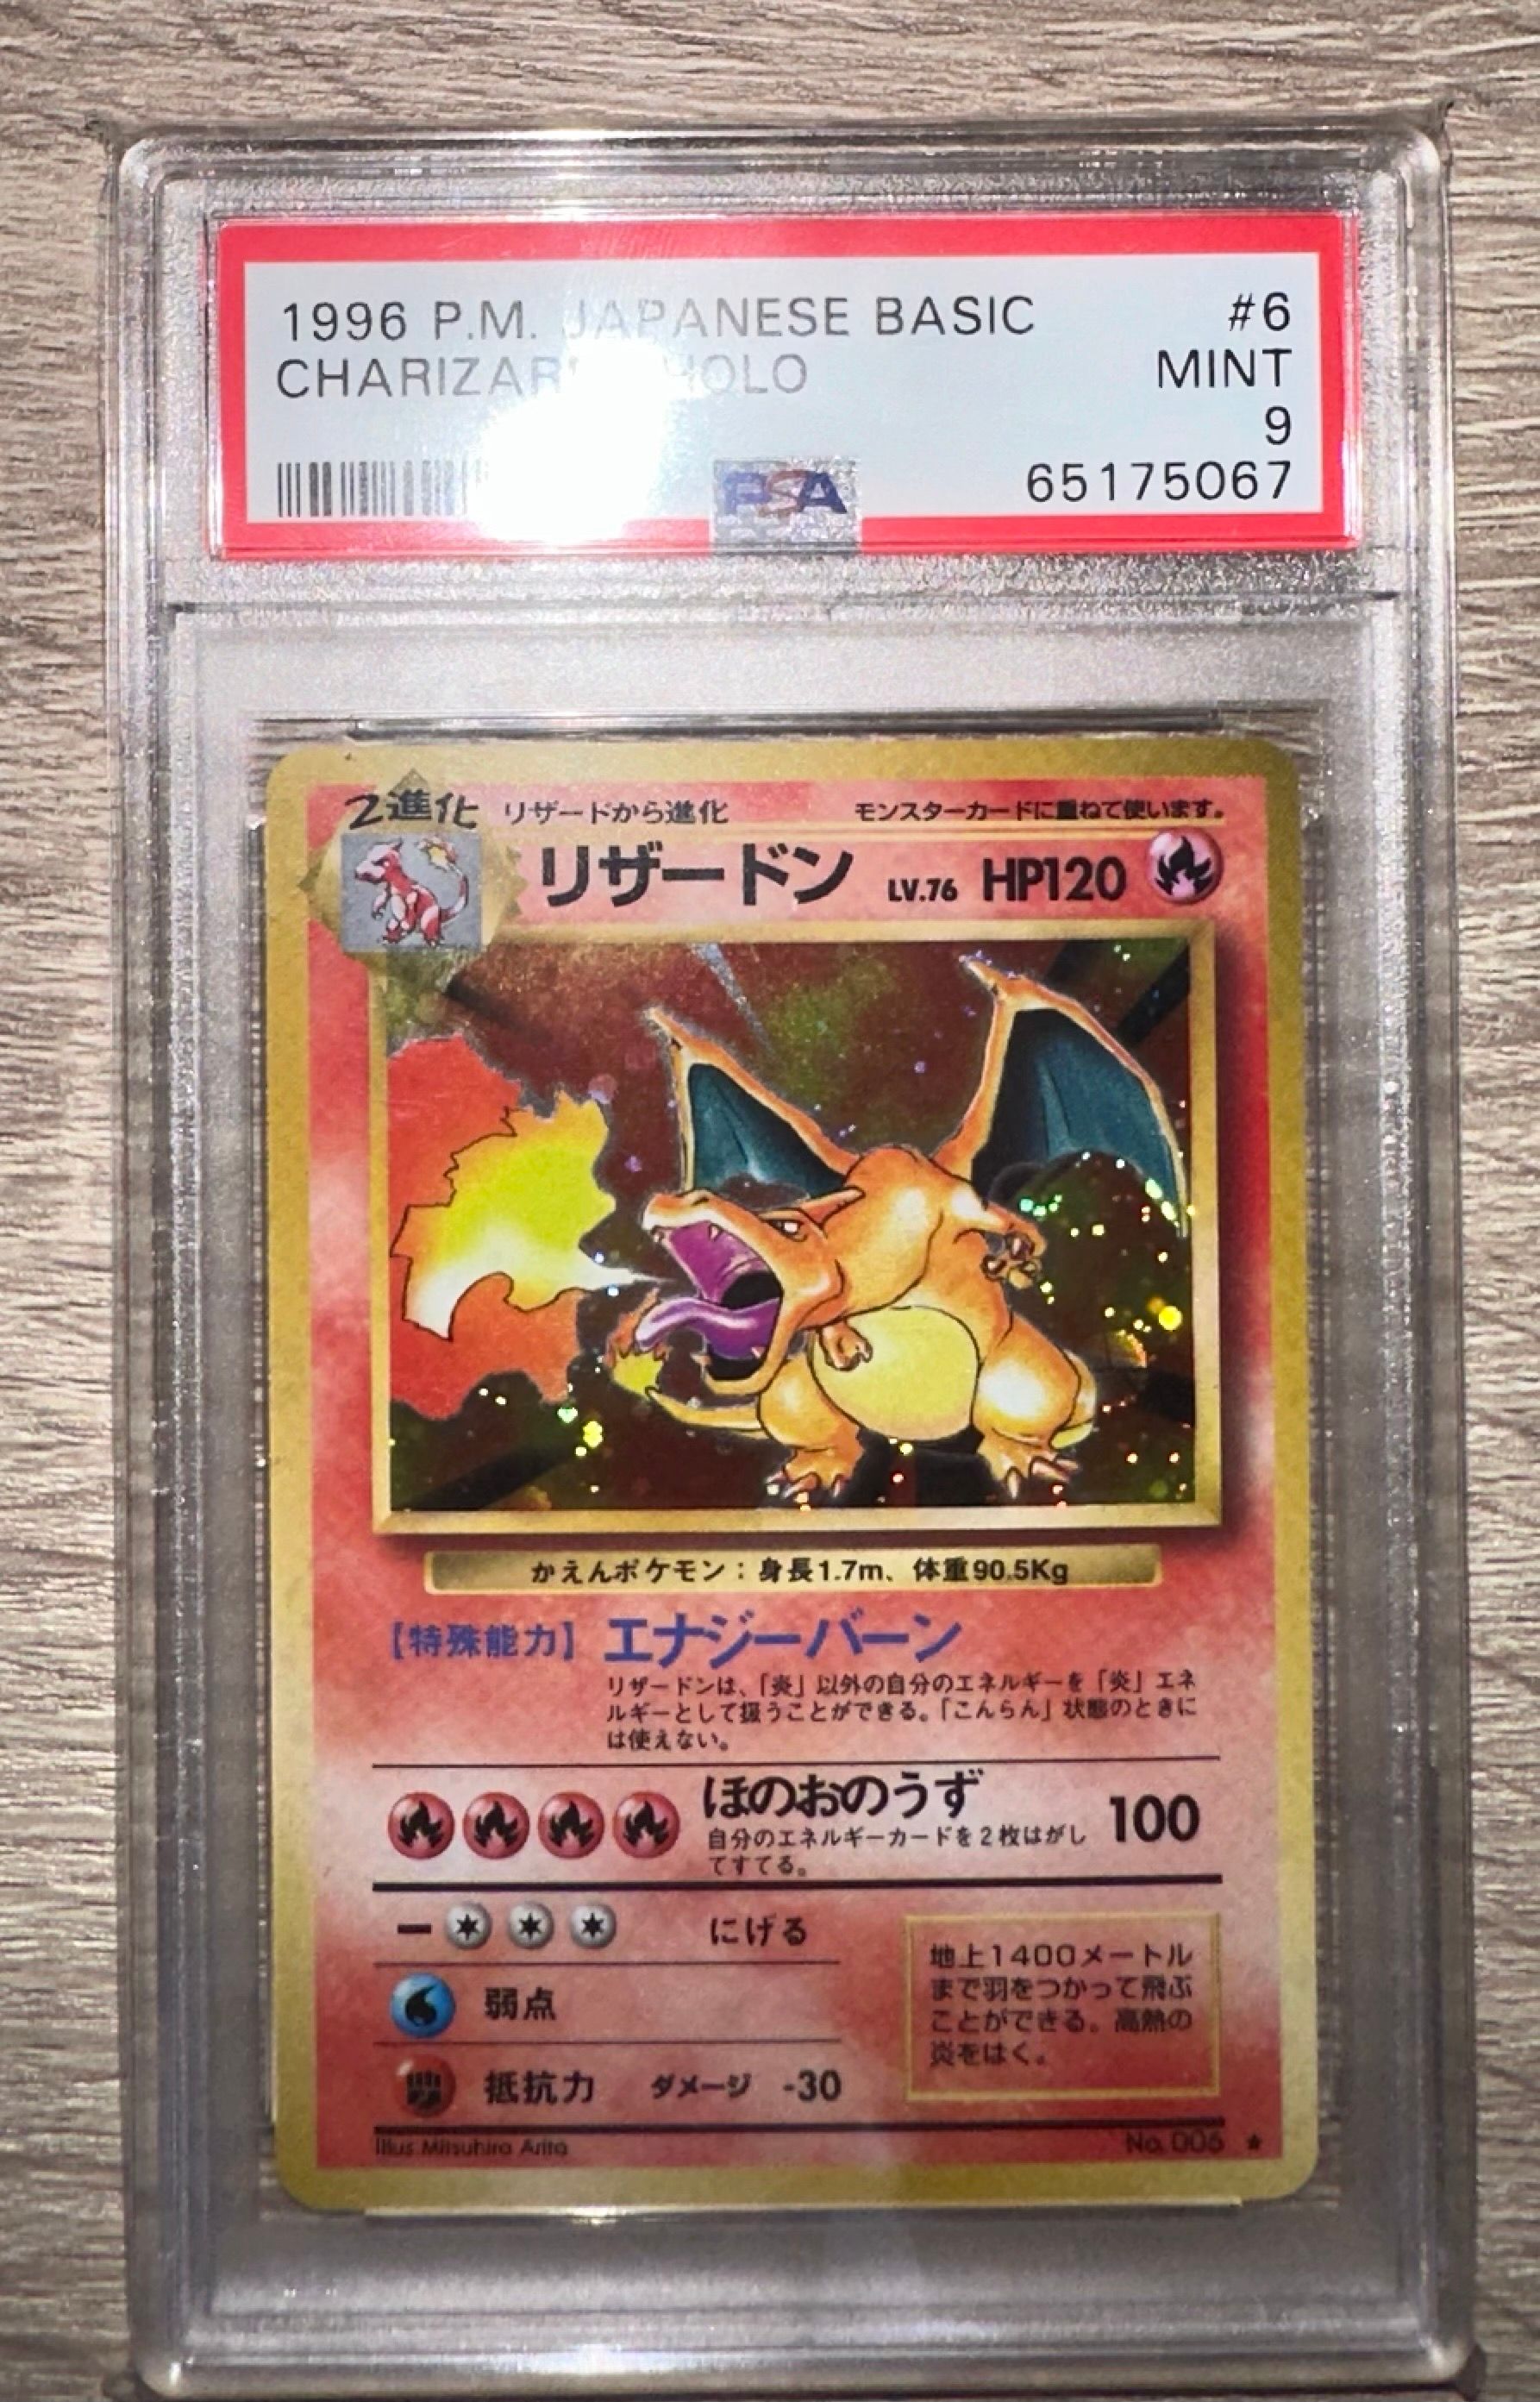 1996 P.M. JAPANESE BASIC #6
CHARIZARD HOLO MINT
9
PSA 65175067
2進化 リザードから進化 モンスターカードに重ねて使います。
リザードン LV.76 HP120
かえんポケモン：身長1.7m、体重90.5Kg
【特殊能力】 エナジーバーン
リザードンは、「炎」以外の自分のエネルギーを「炎」エネ
ルギーとして扱うことができる。「こんらん」状態のときに
は使えない。
ほのおのうず 100
自分のエネルギーカードを2枚はがし
てすてる。
にげる
弱点
抵抗力 ダメージ -30
地上1400メートル
まで羽をつかって飛ぶ
ことができる。高熱の
炎をはく。
Illus Mitsuhiro Arita No. 006 ★